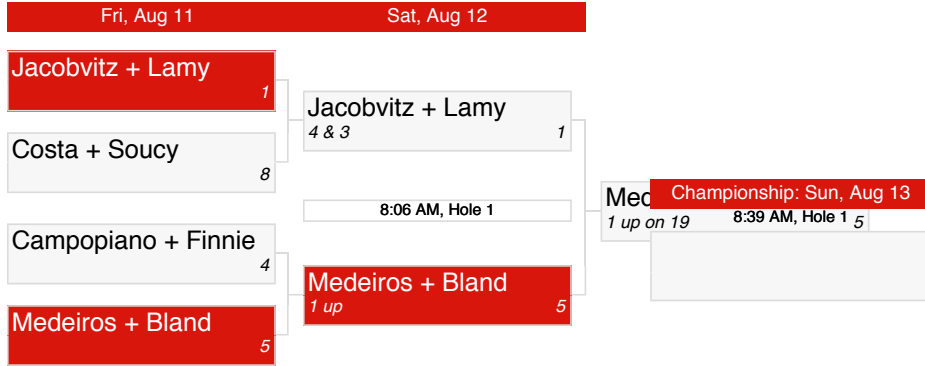 Fri, Aug 11
Sat, Aug 12
Jacobvitz + Lamy
1
Costa + Soucy
8
Campopiano + Finnie
4
Medeiros + Bland
5
Jacobvitz + Lamy
4 & 3 1
8:06 AM, Hole 1
Medeiros + Bland
1 up 5
Championship: Sun, Aug 13
1 up on 19 8:39 AM, Hole 1 5